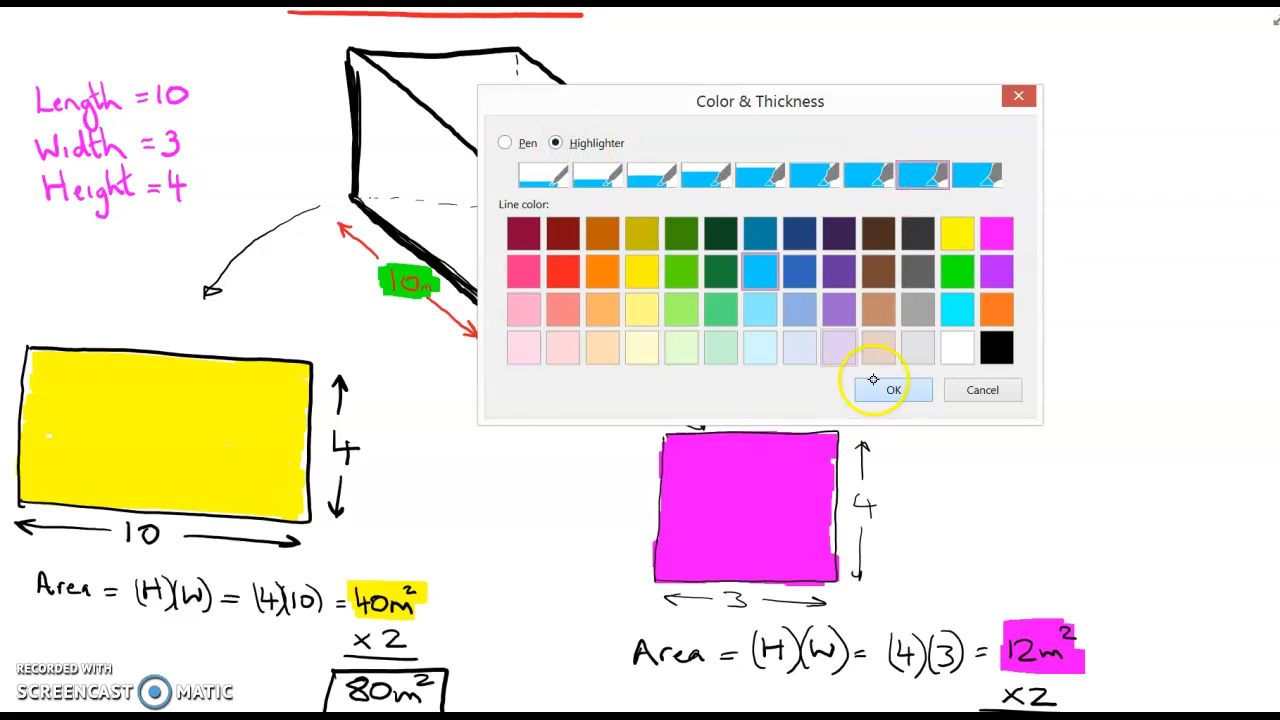 Length = 10
Width = 3
Height = 4
Color & Thickness
Pen
Highlighter
Line color:
10m
OK
Cancel
4
10
4
3
Area = (H)(W) = (4)(10) = 40m²
x 2
80m²
Area = (H)(W) = (4)(3) = 12m²
x2
RECORDED WITH
SCREENCAST MATIC